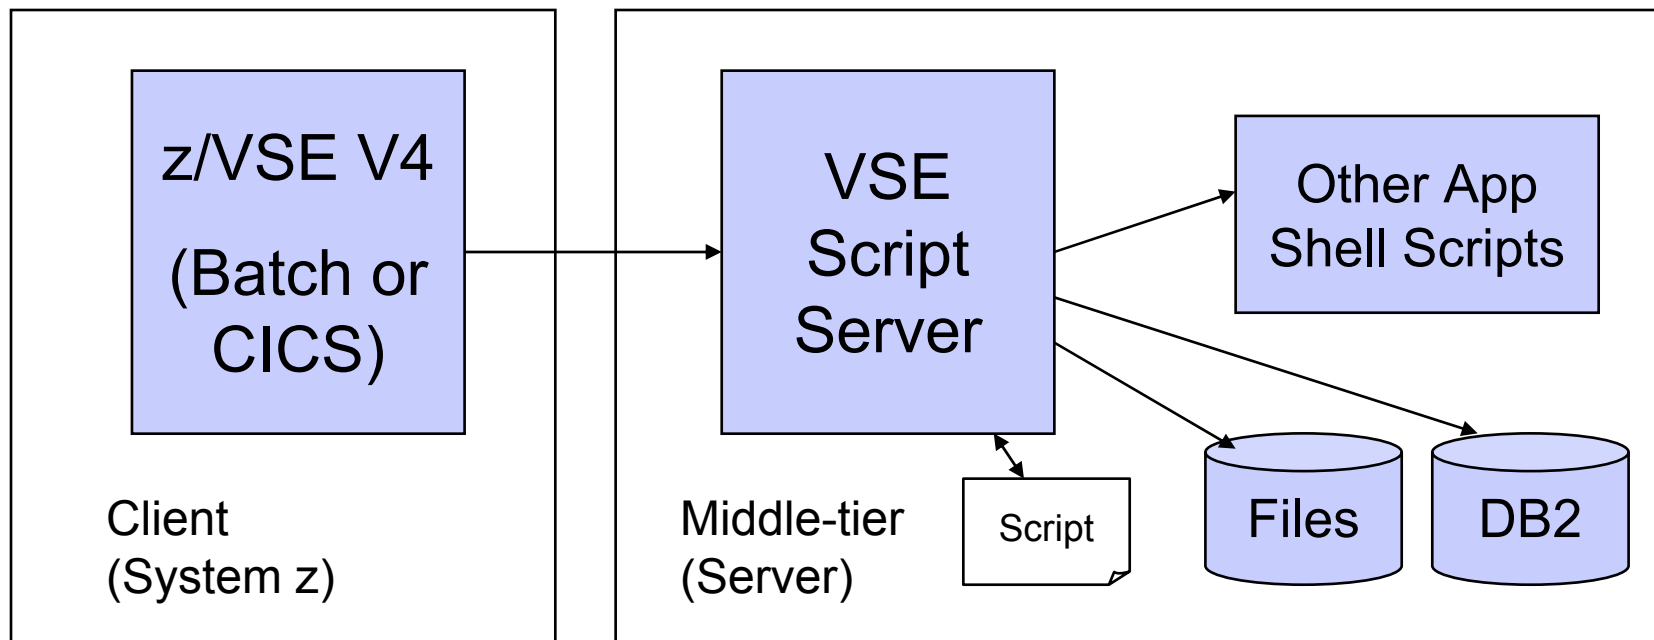 z/VSE V4
(Batch or
CICS)
Client
(System z)
VSE
Script
Server
Other App
Shell Scripts
Middle-tier
(Server)
Script
Files
DB2